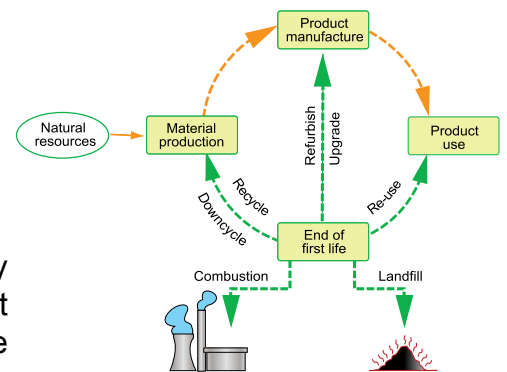 Product
manufacture
Natural
resources
Material
production
Refurbish
Upgrade
Product
use
Recycle
Downcycle
Re-use
End of
first life
Combustion
Landfill
y
t
e